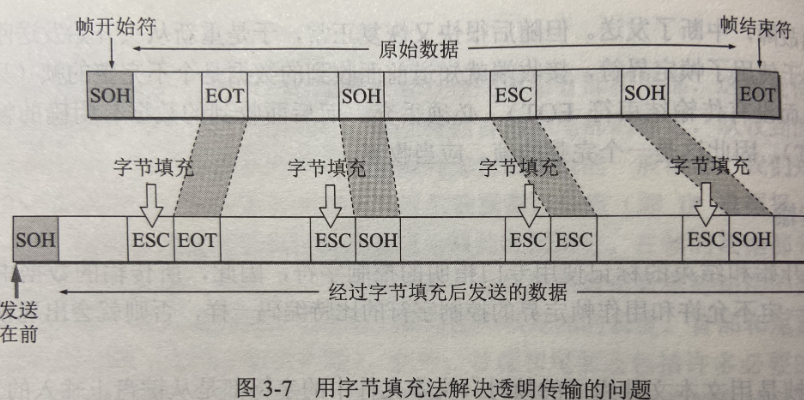 帧开始符
原始数据
帧结束符
SOH EOT SOH ESC SOH EOT
字节填充 字节填充 字节填充 字节填充
SOH ESC EOT ESC SOH ESC ESC ESC SOH
发送
在前
经过字节填充后发送的数据
图 3-7 用字节填充法解决透明传输的问题